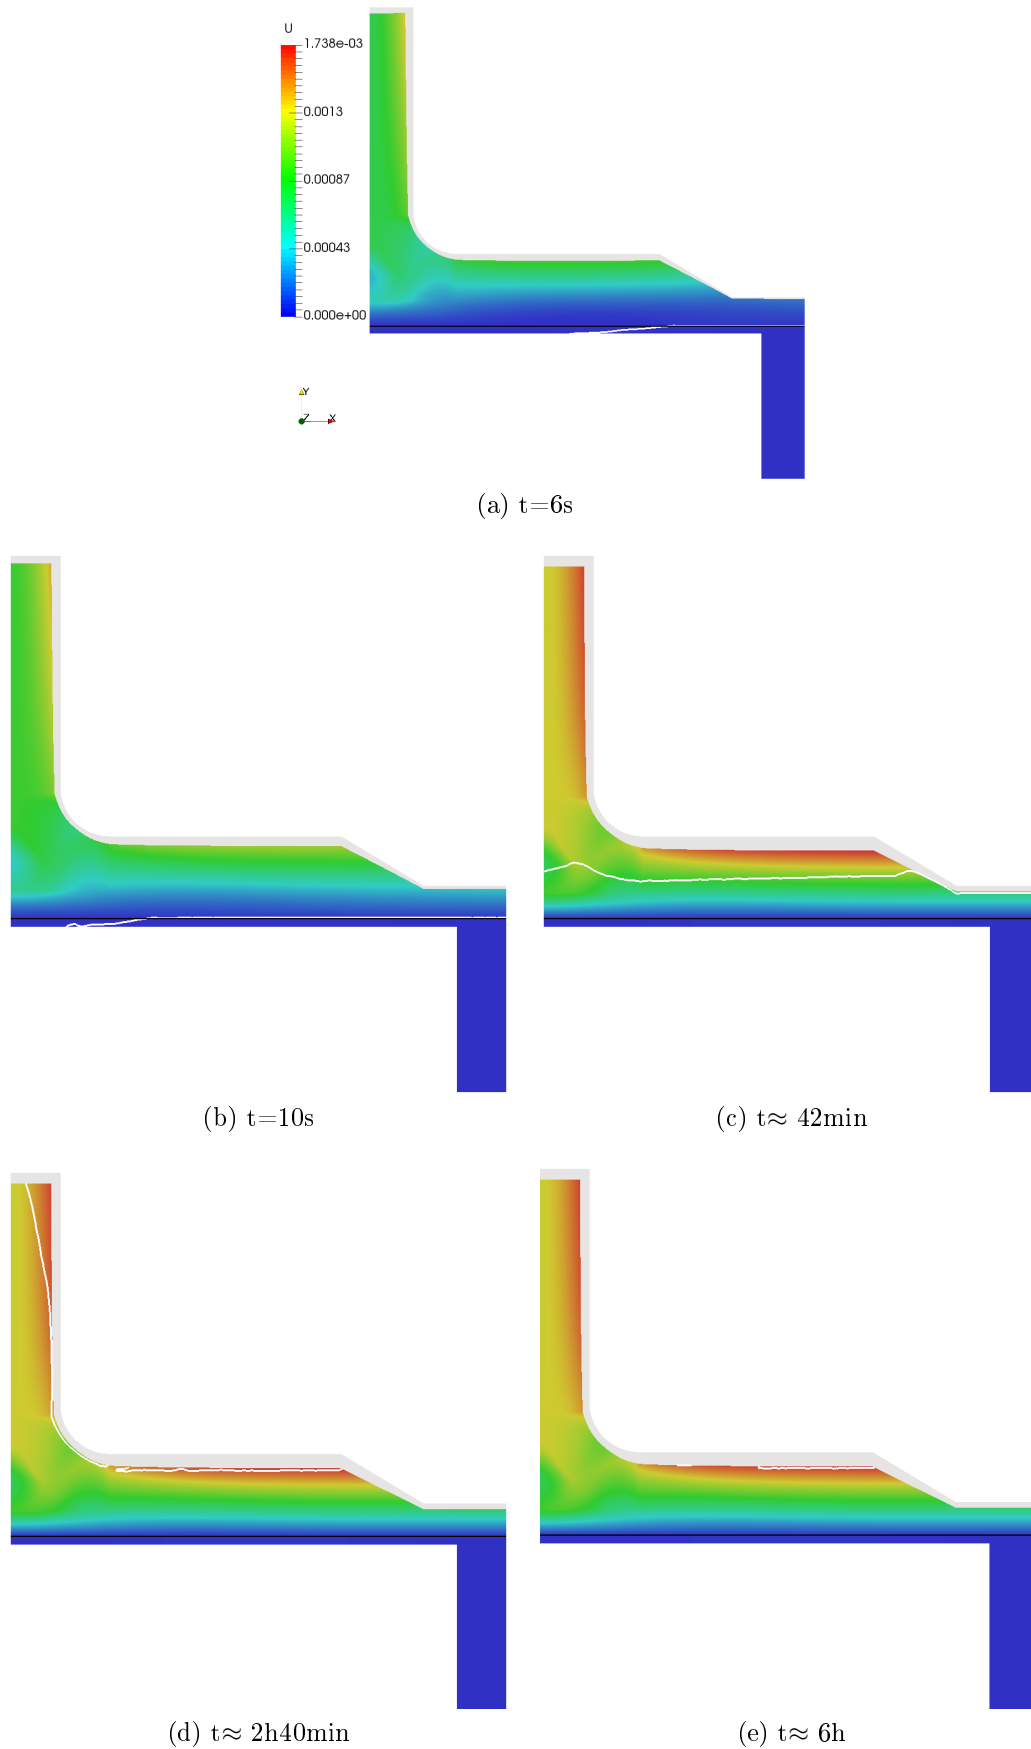 U
1.738e-03
0.0013
0.00087
0.00043
0.000e+00
Y
Z X
(a) t=6s
(b) t=10s
(c) t≈ 42min
(d) t≈ 2h40min
(e) t≈ 6h